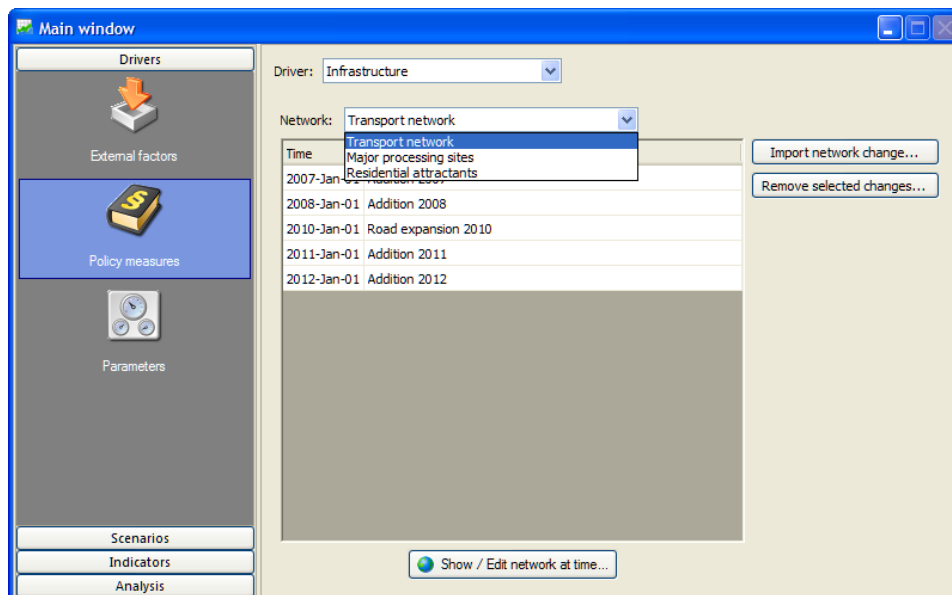 Main window
Drivers
External factors
Policy measures
Parameters
Scenarios
Indicators
Analysis
Driver: Infrastructure
Network: Transport network
Transport network
Major processing sites
Residential attractants
Time
2007-Jan-01 Addition 2007
2008-Jan-01 Addition 2008
2010-Jan-01 Road expansion 2010
2011-Jan-01 Addition 2011
2012-Jan-01 Addition 2012
Import network change...
Remove selected changes...
Show / Edit network at time...